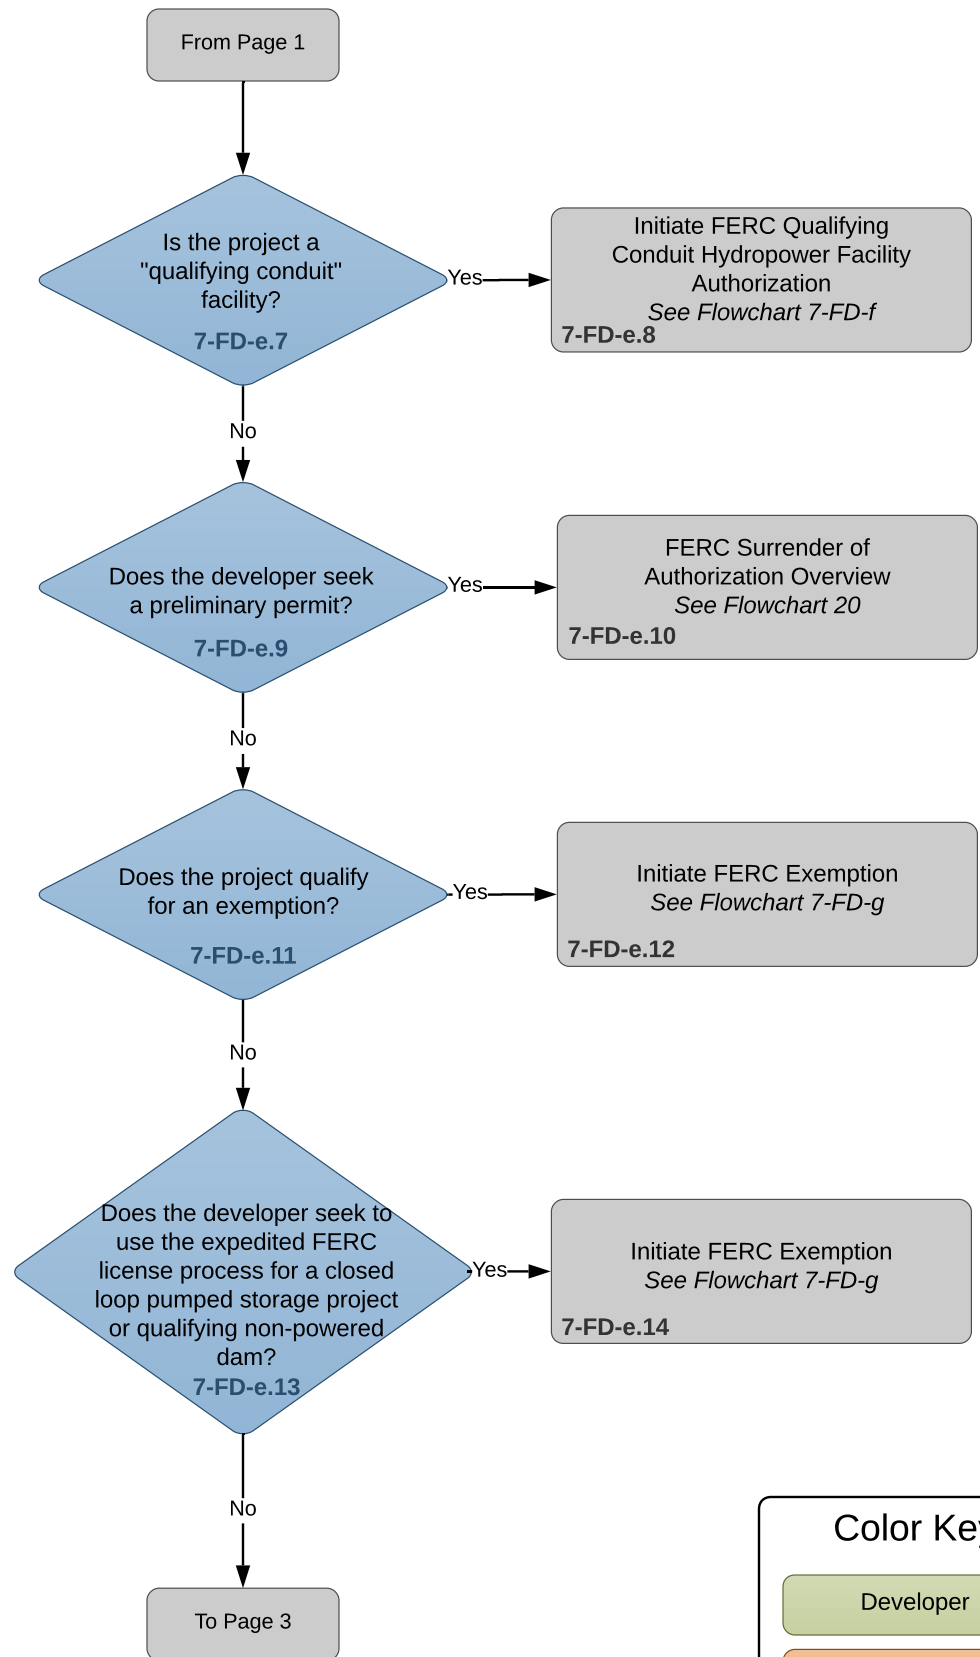 From Page 1
Is the project a
"qualifying conduit"
facility?
7-FD-e.7
Yes
Initiate FERC Qualifying
Conduit Hydropower Facility
Authorization
See Flowchart 7-FD-f
7-FD-e.8
No
Does the developer seek
a preliminary permit?
7-FD-e.9
Yes
FERC Surrender of
Authorization Overview
See Flowchart 20
7-FD-e.10
No
Does the project qualify
for an exemption?
7-FD-e.11
Yes
Initiate FERC Exemption
See Flowchart 7-FD-g
7-FD-e.12
No
Does the developer seek to
use the expedited FERC
license process for a closed
loop pumped storage project
or qualifying non-powered
dam?
7-FD-e.13
Yes
Initiate FERC Exemption
See Flowchart 7-FD-g
7-FD-e.14
No
To Page 3
Color Key
Developer